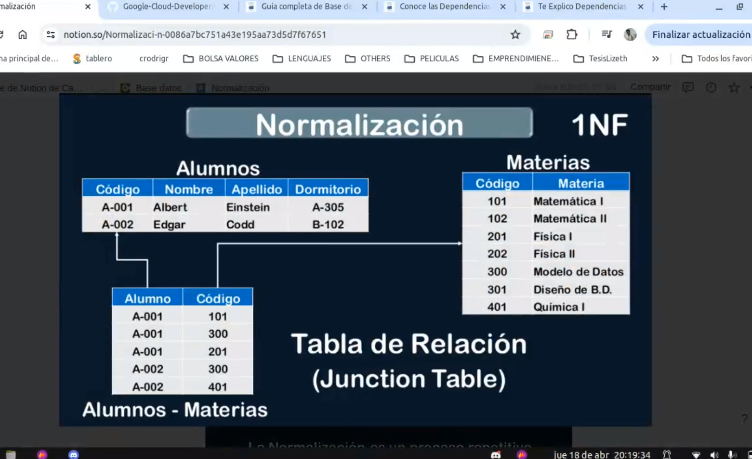 malización
Google-Cloud-Developer
Guía completa de Base de
Conoce las Dependencias
Te Explico Dependencias
notion.so/Normalizaci-n-0086a7bc751a43e195aa73d5d7f67651
Finalizar actualización
na principal de... tablero crodrigr BOLSA VALORES LENGUAJES OTHERS PELICULAS EMPRENDIMIENE... TesisLizeth Todos los favori
e de Notion de Ca... Base datos / Normalización Compartir
Normalización 1NF
Alumnos
Código Nombre Apellido Dormitorio
A-001 Albert Einstein A-305
A-002 Edgar Codd B-102
Materias
Código Materia
101 Matemática I
102 Matemática II
201 Física I
202 Física II
300 Modelo de Datos
301 Diseño de B.D.
401 Química I
Alumno Código
A-001 101
A-001 300
A-001 201
A-002 300
A-002 401
Alumnos - Materias
Tabla de Relación
(Junction Table)
La Normalización es un proceso repetitivo
jue 18 de abr 20:19:34